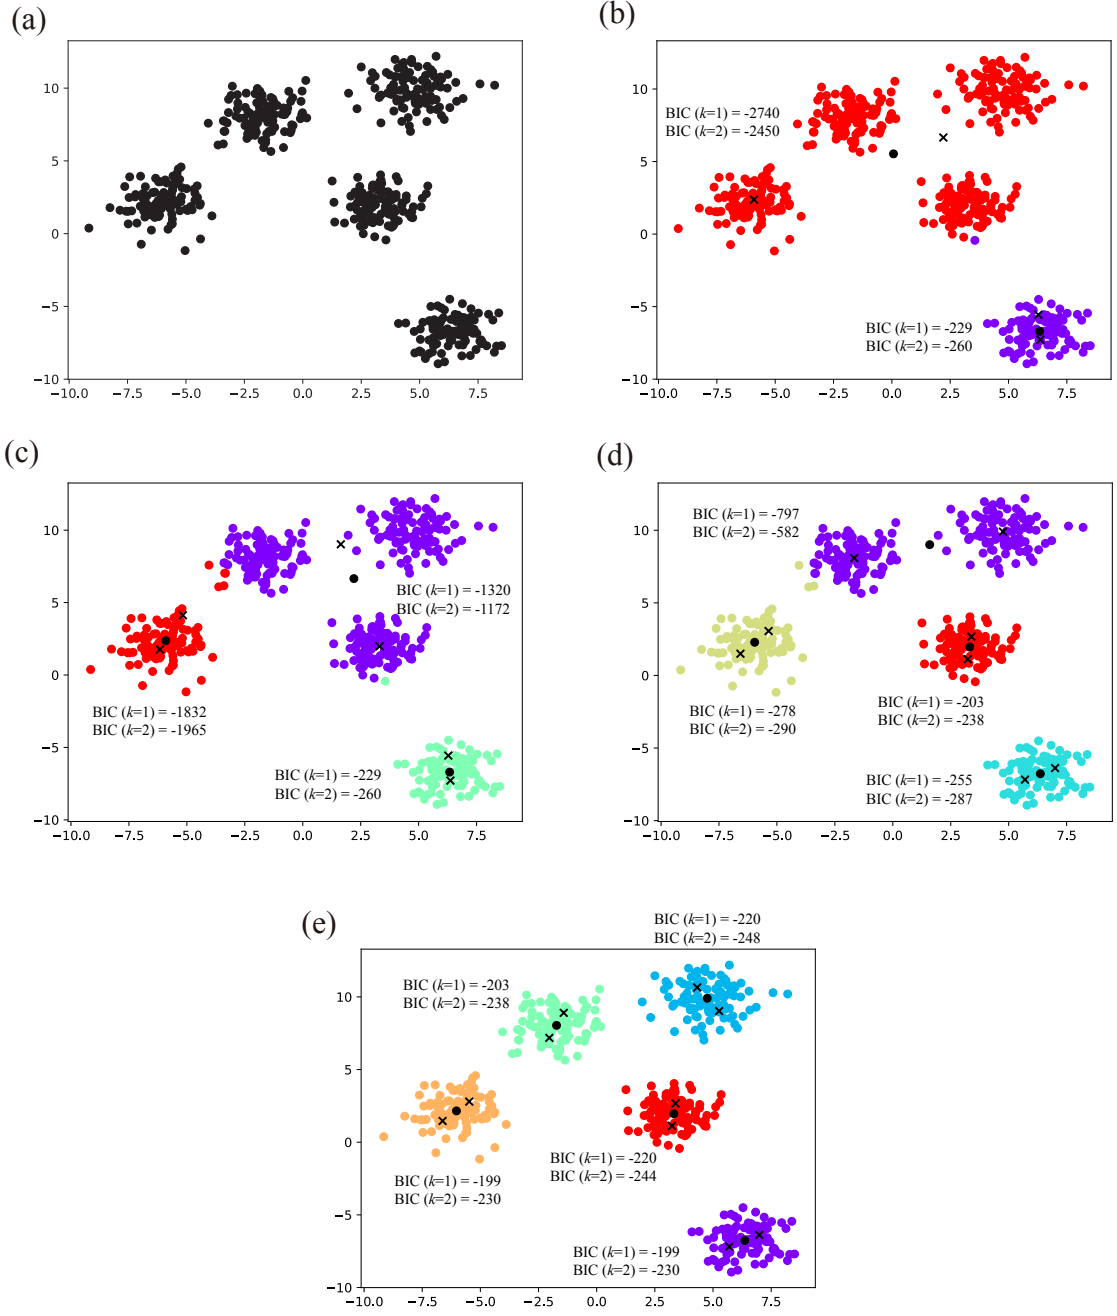 (a)
10
5
0
−5
−10
−10.0 −7.5 −5.0 −2.5 0.0 2.5 5.0 7.5
(b)
10
BIC (k=1) = -2740
BIC (k=2) = -2450
5
0
−5
BIC (k=1) = -229
BIC (k=2) = -260
−10
−10.0 −7.5 −5.0 −2.5 0.0 2.5 5.0 7.5
(c)
10
BIC (k=1) = -1320
BIC (k=2) = -1172
5
0
BIC (k=1) = -1832
BIC (k=2) = -1965
−5
BIC (k=1) = -229
BIC (k=2) = -260
−10
−10.0 −7.5 −5.0 −2.5 0.0 2.5 5.0 7.5
(d)
BIC (k=1) = -797
BIC (k=2) = -582
10
5
0
BIC (k=1) = -278
BIC (k=2) = -290
BIC (k=1) = -203
BIC (k=2) = -238
−5
BIC (k=1) = -255
BIC (k=2) = -287
−10
−10.0 −7.5 −5.0 −2.5 0.0 2.5 5.0 7.5
(e)
BIC (k=1) = -220
BIC (k=2) = -248
BIC (k=1) = -203
BIC (k=2) = -238
10
5
0
BIC (k=1) = -220
BIC (k=2) = -244
BIC (k=1) = -199
BIC (k=2) = -230
−5
BIC (k=1) = -199
BIC (k=2) = -230
−10
−10.0 −7.5 −5.0 −2.5 0.0 2.5 5.0 7.5